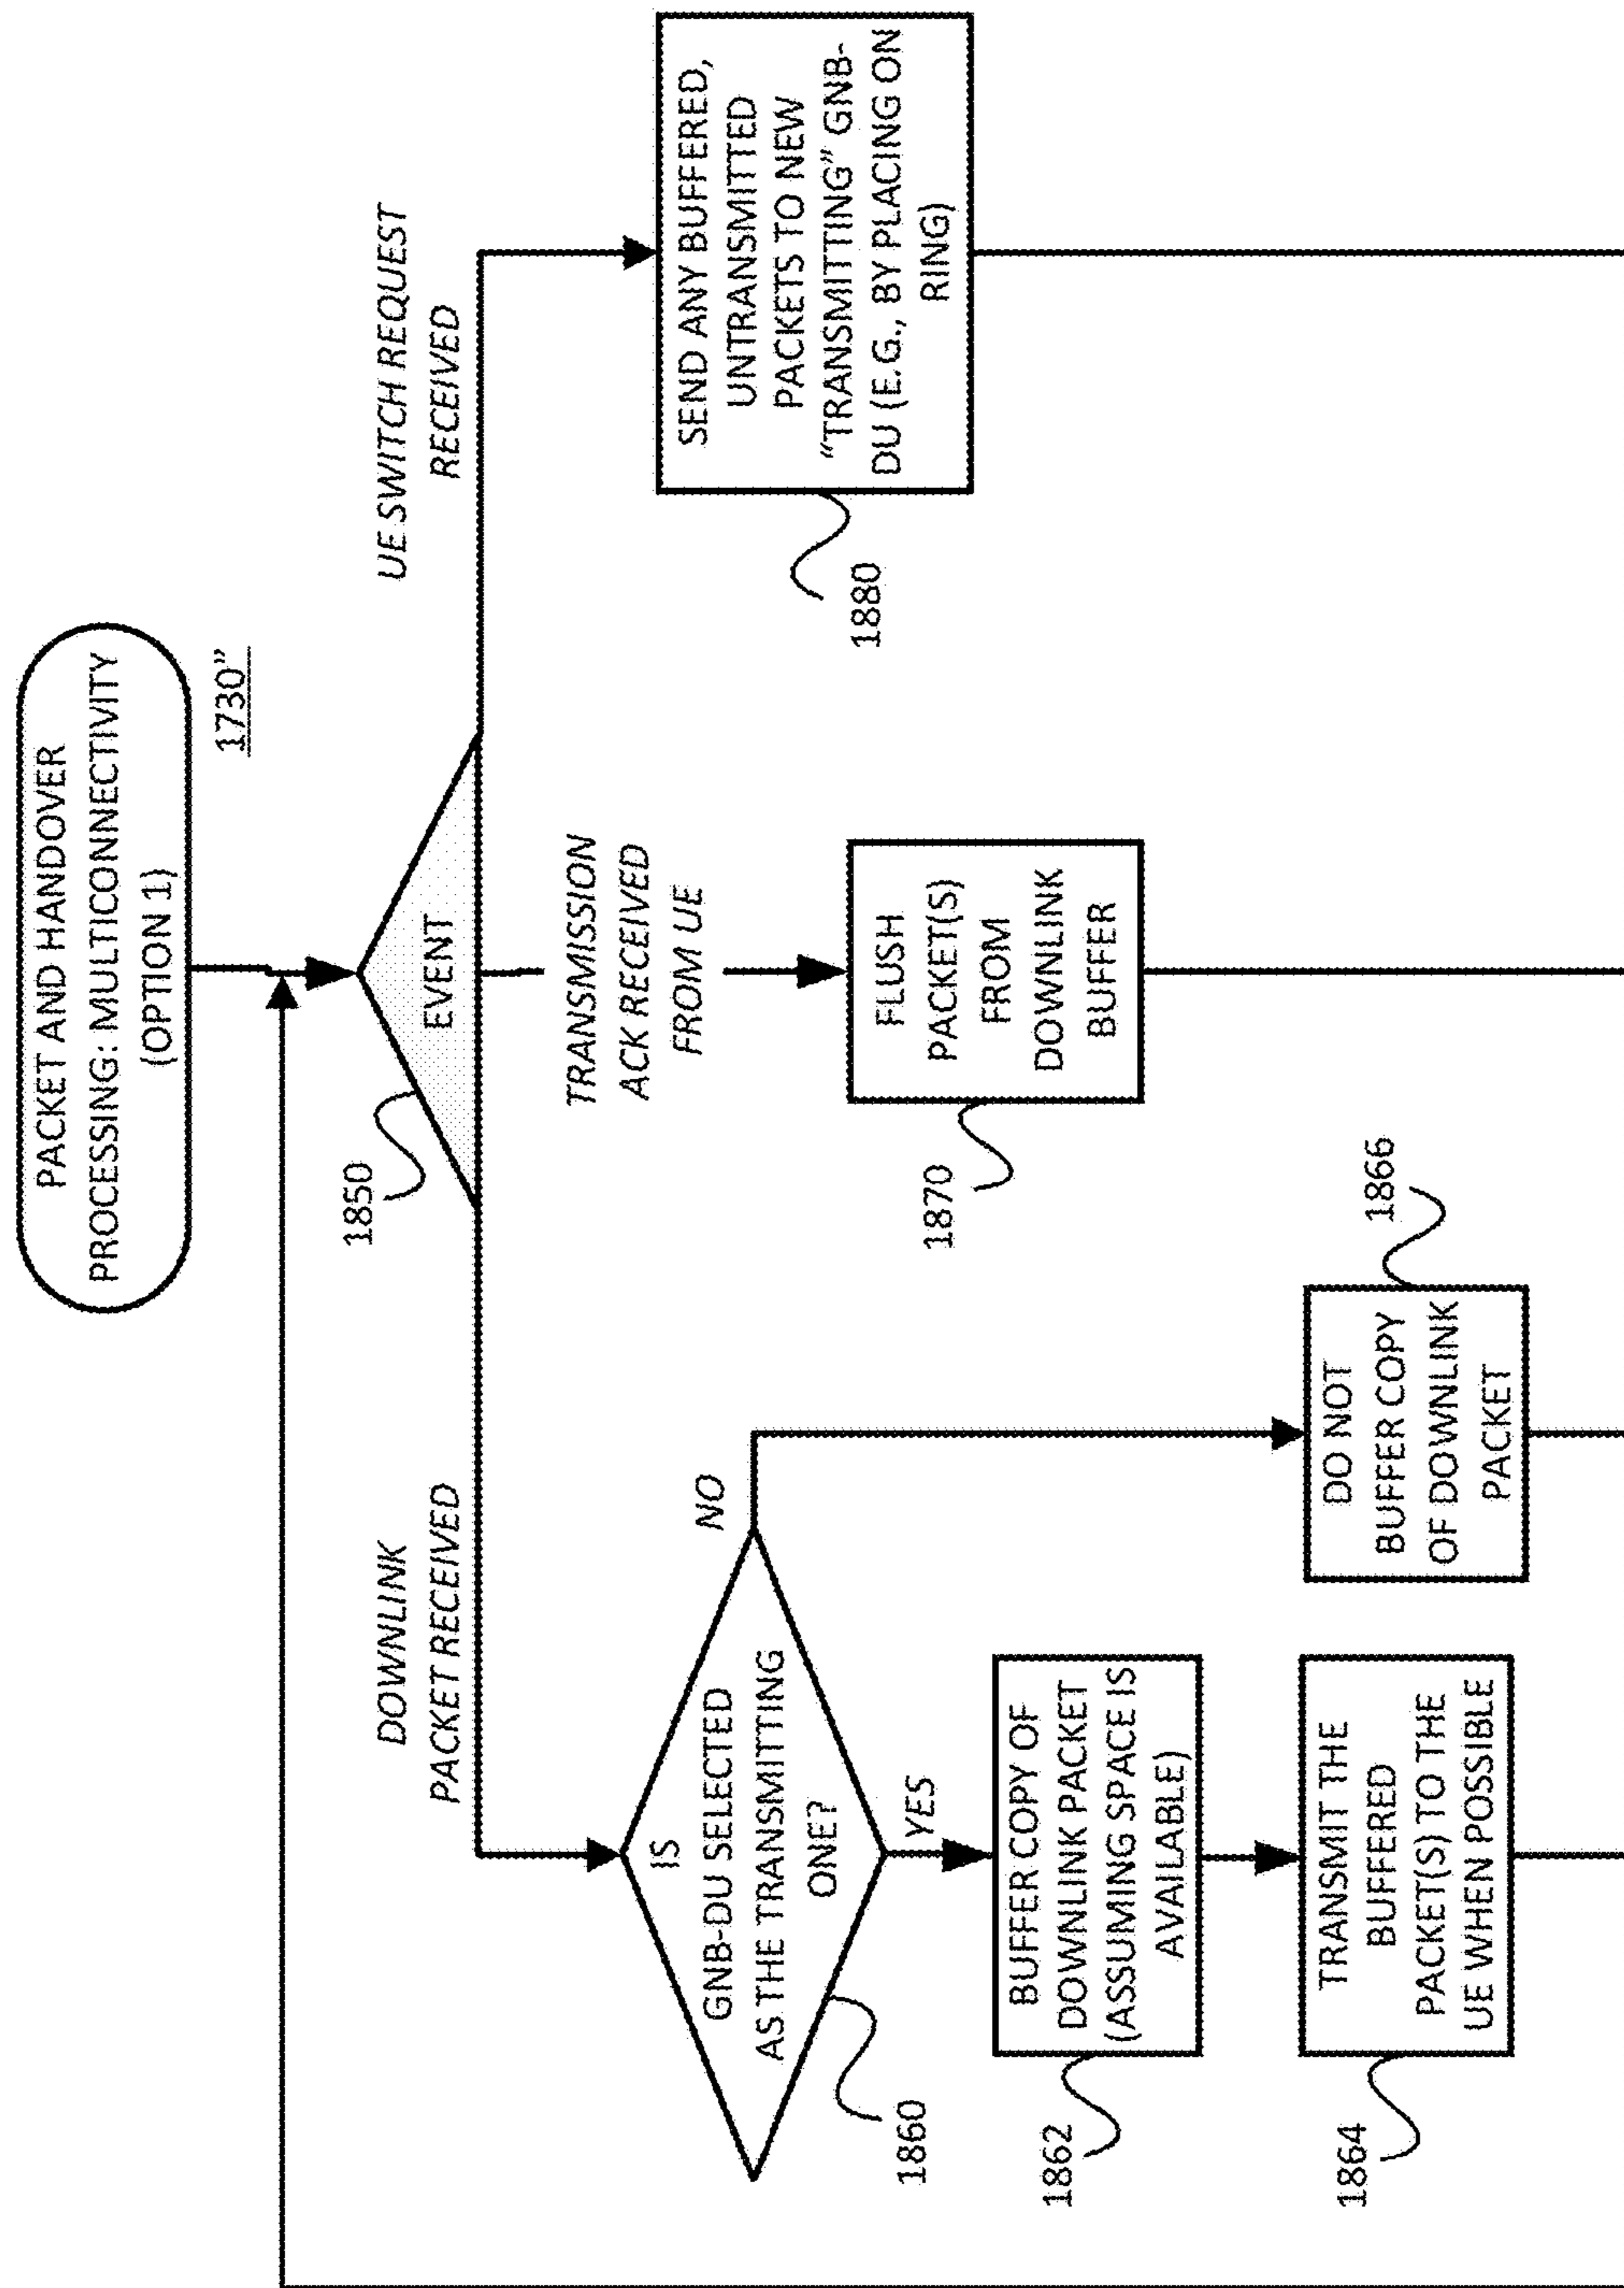 PACKET AND HANDOVER
PROCESSING: MULTICONNECTIVITY
(OPTION 1)
1730”
1850
EVENT
DOWNLINK
PACKET RECEIVED
TRANSMISSION
ACK RECEIVED
FROM UE
UE SWITCH REQUEST
RECEIVED
IS
GNB-DU SELECTED
AS THE TRANSMITTING
ONE?
1860
NO
YES
BUFFER COPY OF
DOWNLINK PACKET
(ASSUMING SPACE IS
AVAILABLE)
1862
TRANSMIT THE
BUFFERED
PACKET(S) TO THE
UE WHEN POSSIBLE
1864
DO NOT
BUFFER COPY
OF DOWNLINK
PACKET
1866
FLUSH
PACKET(S)
FROM
DOWNLINK
BUFFER
1870
SEND ANY BUFFERED,
UNTRANSMITTED
PACKETS TO NEW
“TRANSMITTING” GNB-
DU (E.G., BY PLACING ON
RING)
1880